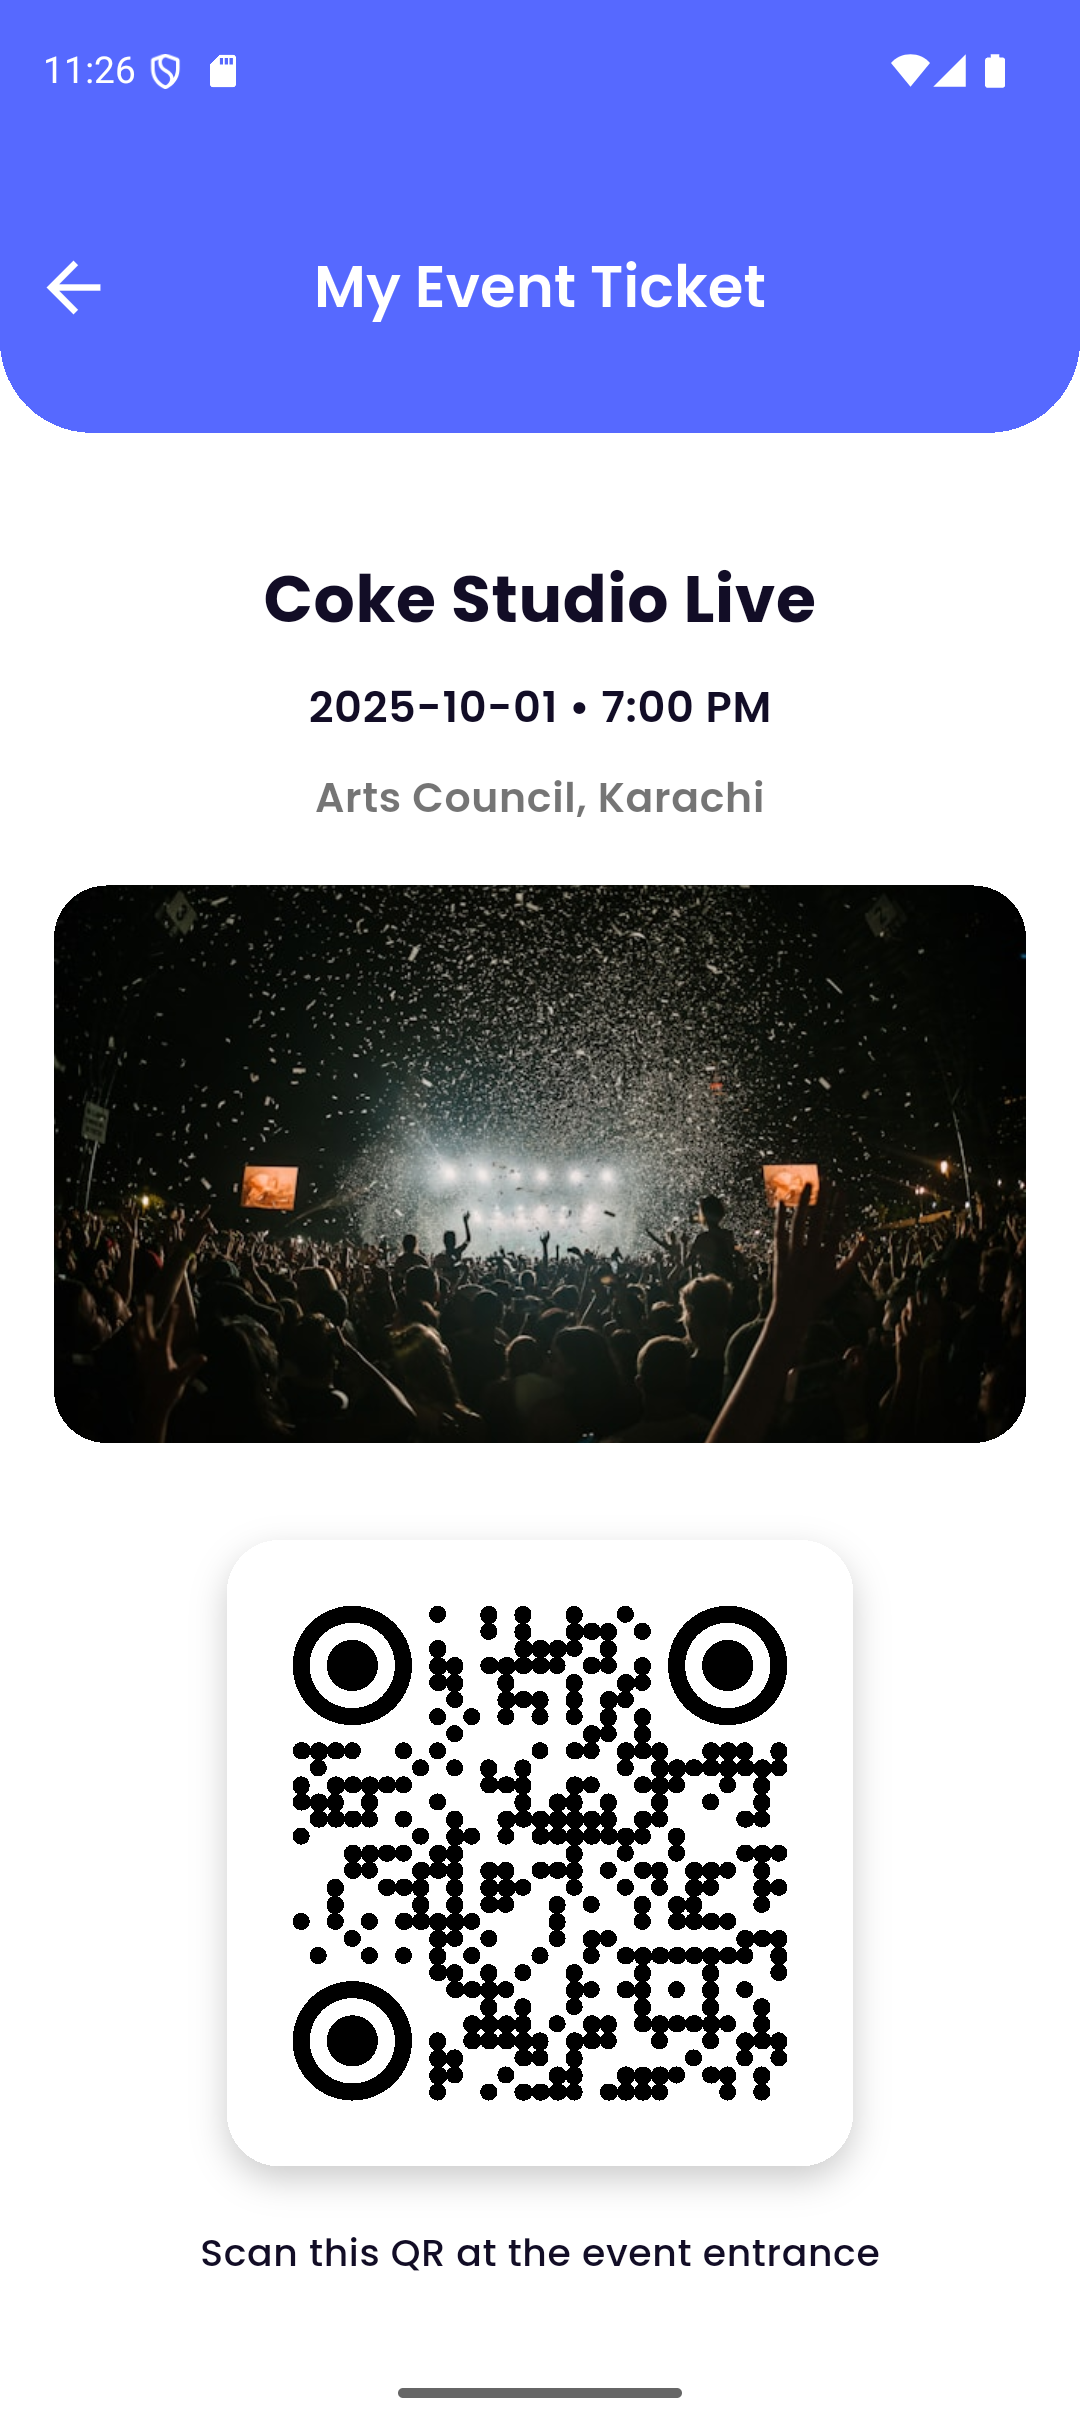 11:26
My Event Ticket
Coke Studio Live
2025-10-01 • 7:00 PM
Arts Council, Karachi
Scan this QR at the event entrance